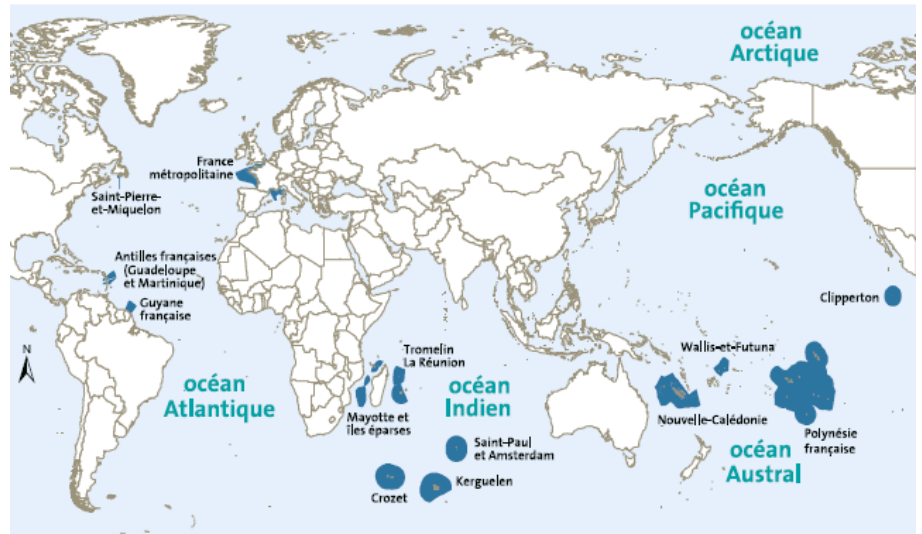 océan
Arctique
France
métropolitaine
océan
Pacifique
Saint-Pierre-
et-Miquelon
Antilles françaises
(Guadeloupe
et Martinique)
Clipperton
Guyane
française
N
Tromelin
La Réunion
Wallis-et-Futuna
océan
Atlantique
océan
Indien
Mayotte et
îles éparses
Nouvelle-Calédonie
Polynésie
française
Saint-Paul
et Amsterdam
océan
Austral
Crozet
Kerguelen